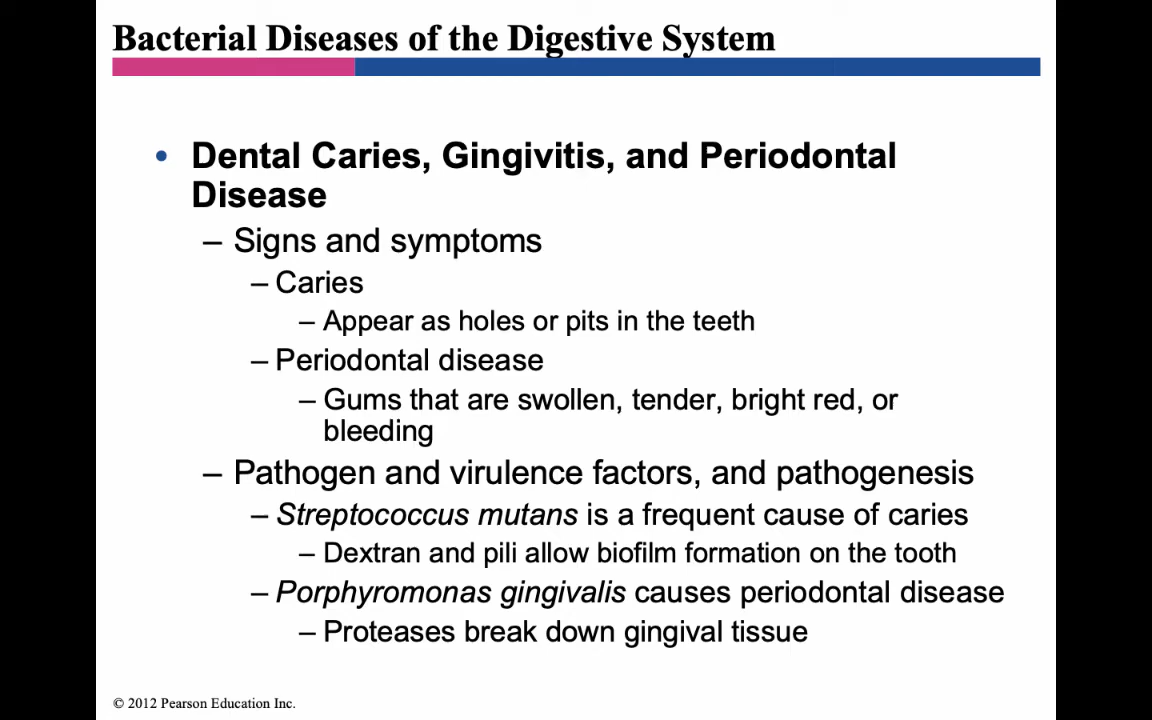 Bacterial Diseases of the Digestive System
• Dental Caries, Gingivitis, and Periodontal
Disease
– Signs and symptoms
– Caries
– Appear as holes or pits in the teeth
– Periodontal disease
– Gums that are swollen, tender, bright red, or
bleeding
– Pathogen and virulence factors, and pathogenesis
– Streptococcus mutans is a frequent cause of caries
– Dextran and pili allow biofilm formation on the tooth
– Porphyromonas gingivalis causes periodontal disease
– Proteases break down gingival tissue
© 2012 Pearson Education Inc.